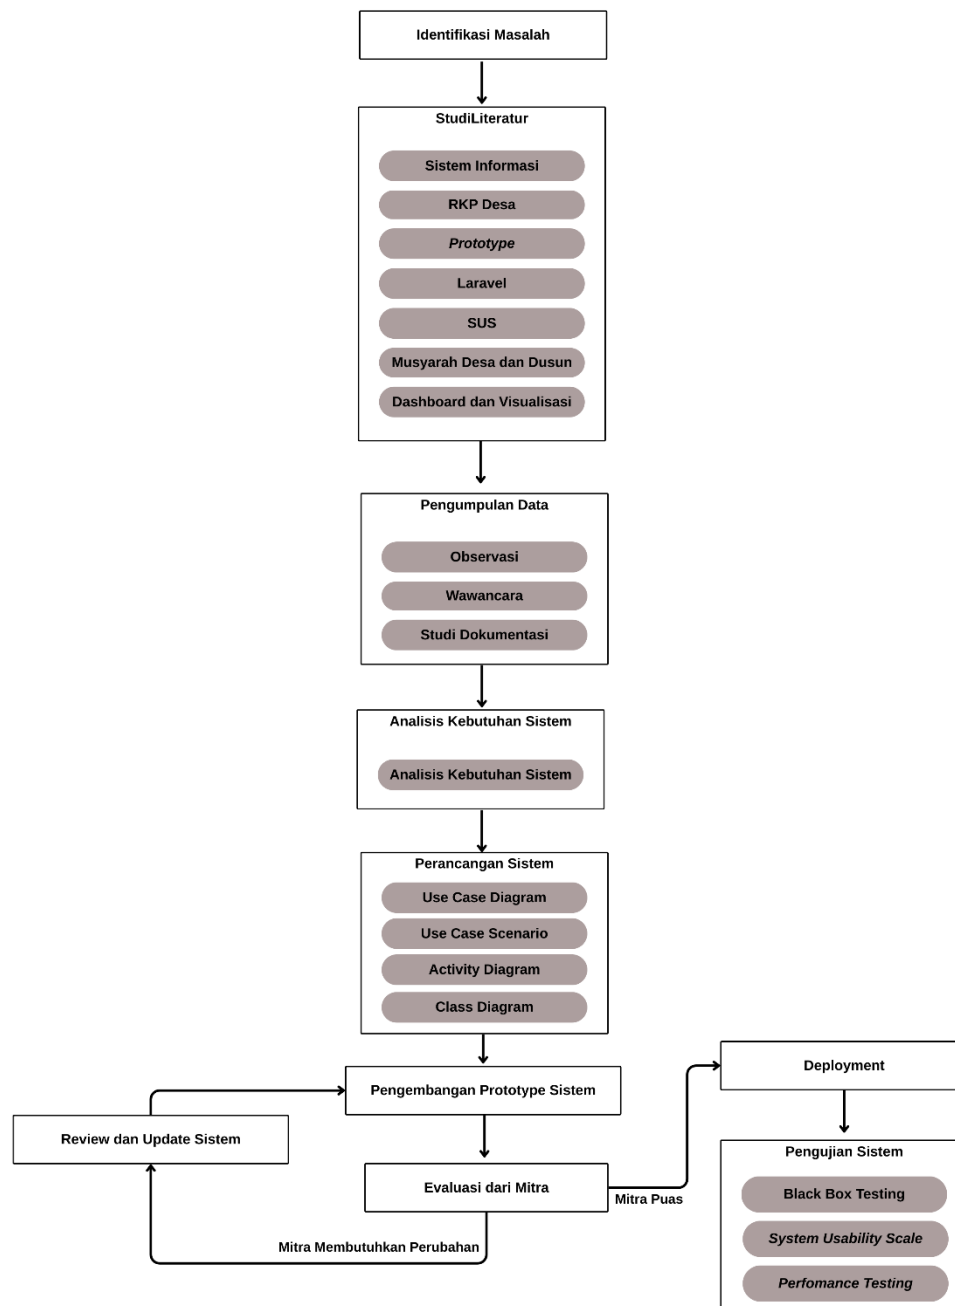 Identifikasi Masalah
StudiLiteratur
Sistem Informasi
RKP Desa
Prototype
Laravel
SUS
Musyarah Desa dan Dusun
Dashboard dan Visualisasi
Pengumpulan Data
Observasi
Wawancara
Studi Dokumentasi
Analisis Kebutuhan Sistem
Analisis Kebutuhan Sistem
Perancangan Sistem
Use Case Diagram
Use Case Scenario
Activity Diagram
Class Diagram
Pengembangan Prototype Sistem
Review dan Update Sistem
Evaluasi dari Mitra
Mitra Membutuhkan Perubahan
Mitra Puas
Deployment
Pengujian Sistem
Black Box Testing
System Usability Scale
Perfomance Testing